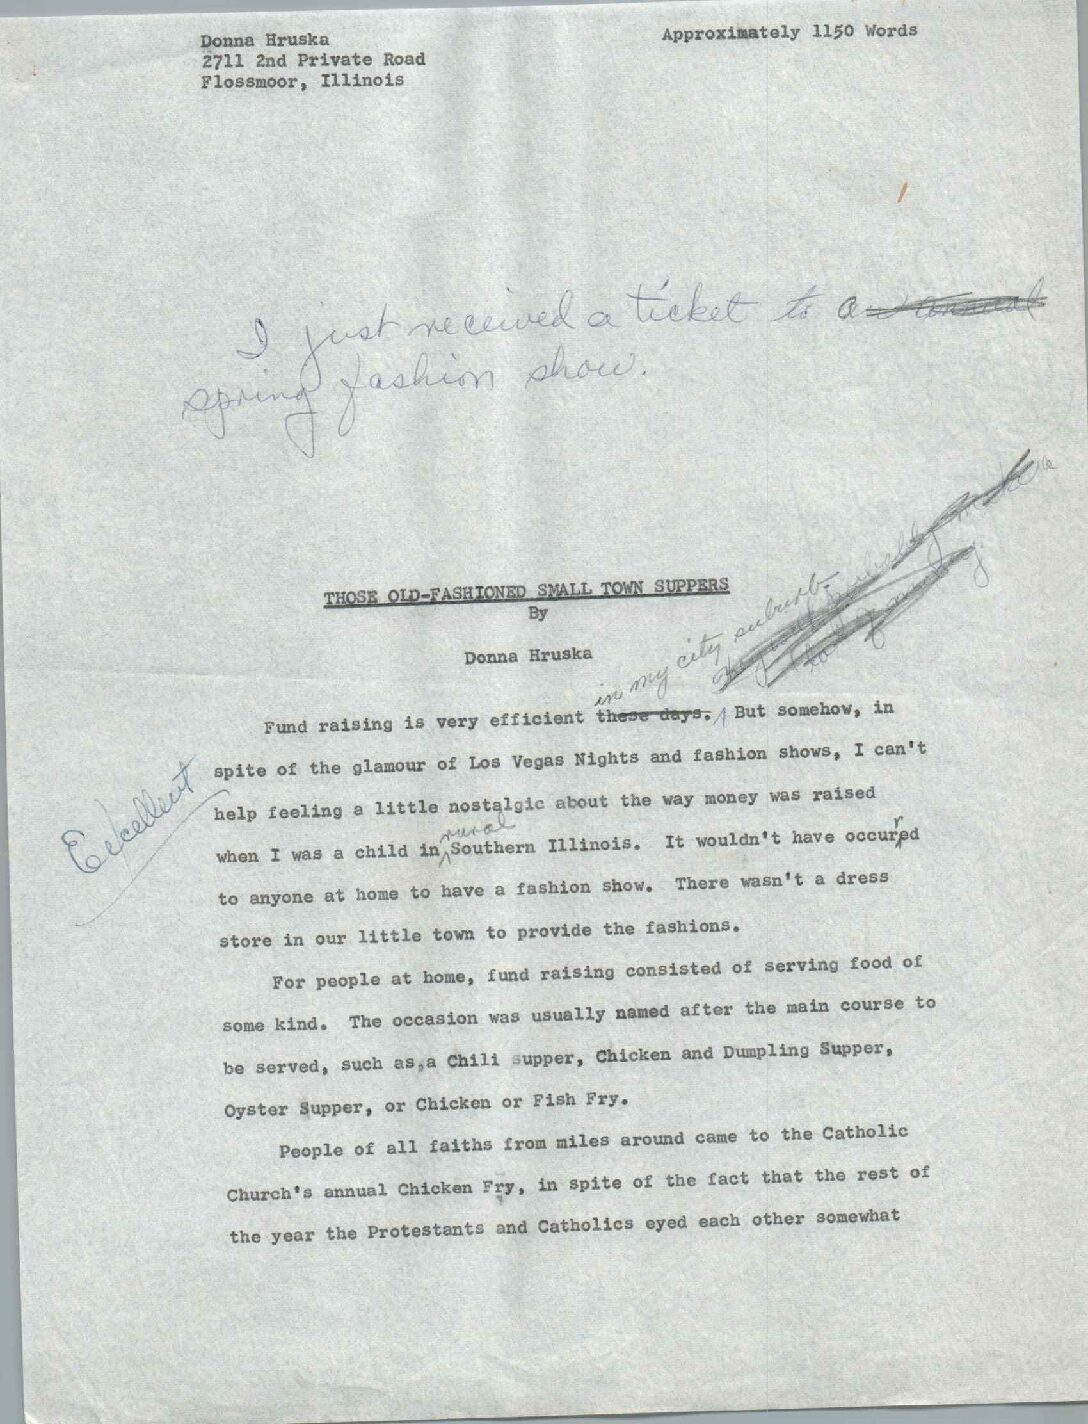 Donna Hruska
Approximately 1150 Words
2711 2nd Private Road
Flossmoor, Illinois
I just received a ticket to a annual
spring fashion show.
THOSE OLD-FASHIONED SMALL TOWN SUPPERS
By
Donna Hruska
in my city suburb.
Fund raising is very efficient these days. But somehow, in
spite of the glamour of Los Vegas Nights and fashion shows, I can't
Excellent
help feeling a little nostalgic about the way money was raised
rural
when I was a child in Southern Illinois. It wouldn't have occurred
to anyone at home to have a fashion show. There wasn't a dress
store in our little town to provide the fashions.
For people at home, fund raising consisted of serving food of
some kind. The occasion was usually named after the main course to
be served, such as,a Chili supper, Chicken and Dumpling Supper,
Oyster Supper, or Chicken or Fish Fry.
People of all faiths from miles around came to the Catholic
Church's annual Chicken Fry, in spite of the fact that the rest of
the year the Protestants and Catholics eyed each other somewhat